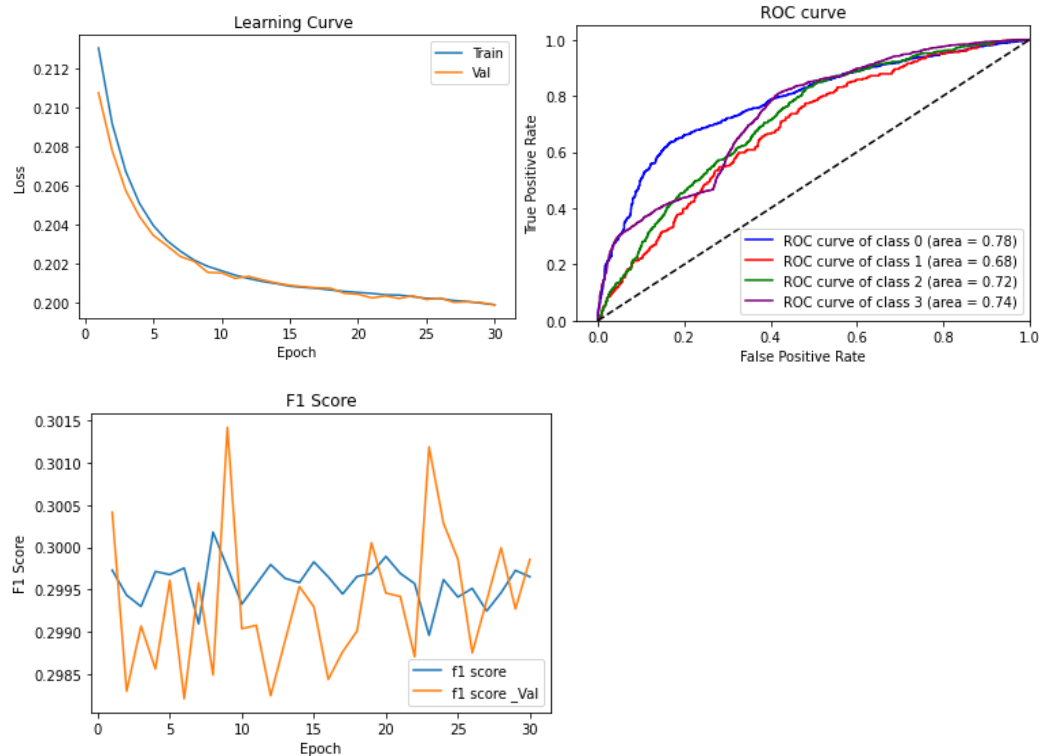 Learning Curve
Train
Val
0.212
0.210
0.208
0.206
0.204
0.202
0.200
Loss
0
5
10
15
20
25
30
Epoch
ROC curve
1.0
0.8
0.6
0.4
0.2
0.0
True Positive Rate
ROC curve of class 0 (area = 0.78)
ROC curve of class 1 (area = 0.68)
ROC curve of class 2 (area = 0.72)
ROC curve of class 3 (area = 0.74)
0.0
0.2
0.4
0.6
0.8
1.0
False Positive Rate
F1 Score
0.3015
0.3010
0.3005
0.3000
0.2995
0.2990
0.2985
F1 Score
f1 score
f1 score _Val
0
5
10
15
20
25
30
Epoch